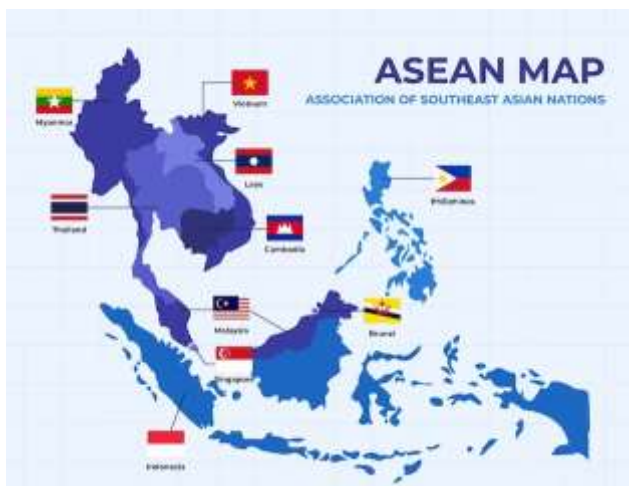 ASEAN MAP
ASSOCIATION OF SOUTHEAST ASIAN NATIONS
Vietnam
Myanmar
Laos
Philippines
Thailand
Cambodia
Malaysia
Brunei
Singapore
Indonesia